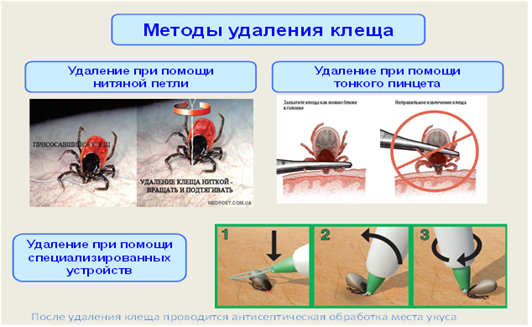 Методы удаления клеща
Удаление при помощи
нитяной петли
Удаление при помощи
тонкого пинцета
ПРИСОСАВШИЙСЯ КЛЕЩ
УДАЛЕНИЕ КЛЕЩА НИТКОЙ -
ВРАЩАТЬ И ПОДТЯГИВАТЬ
MEDPOST.COM.UA
Захватите клеща как можно ближе
к головке
Неправильное извлечение клеща
Удаление при помощи
специализированных
устройств
1
2
3
После удаления клеща проводится антисептическая обработка места укуса